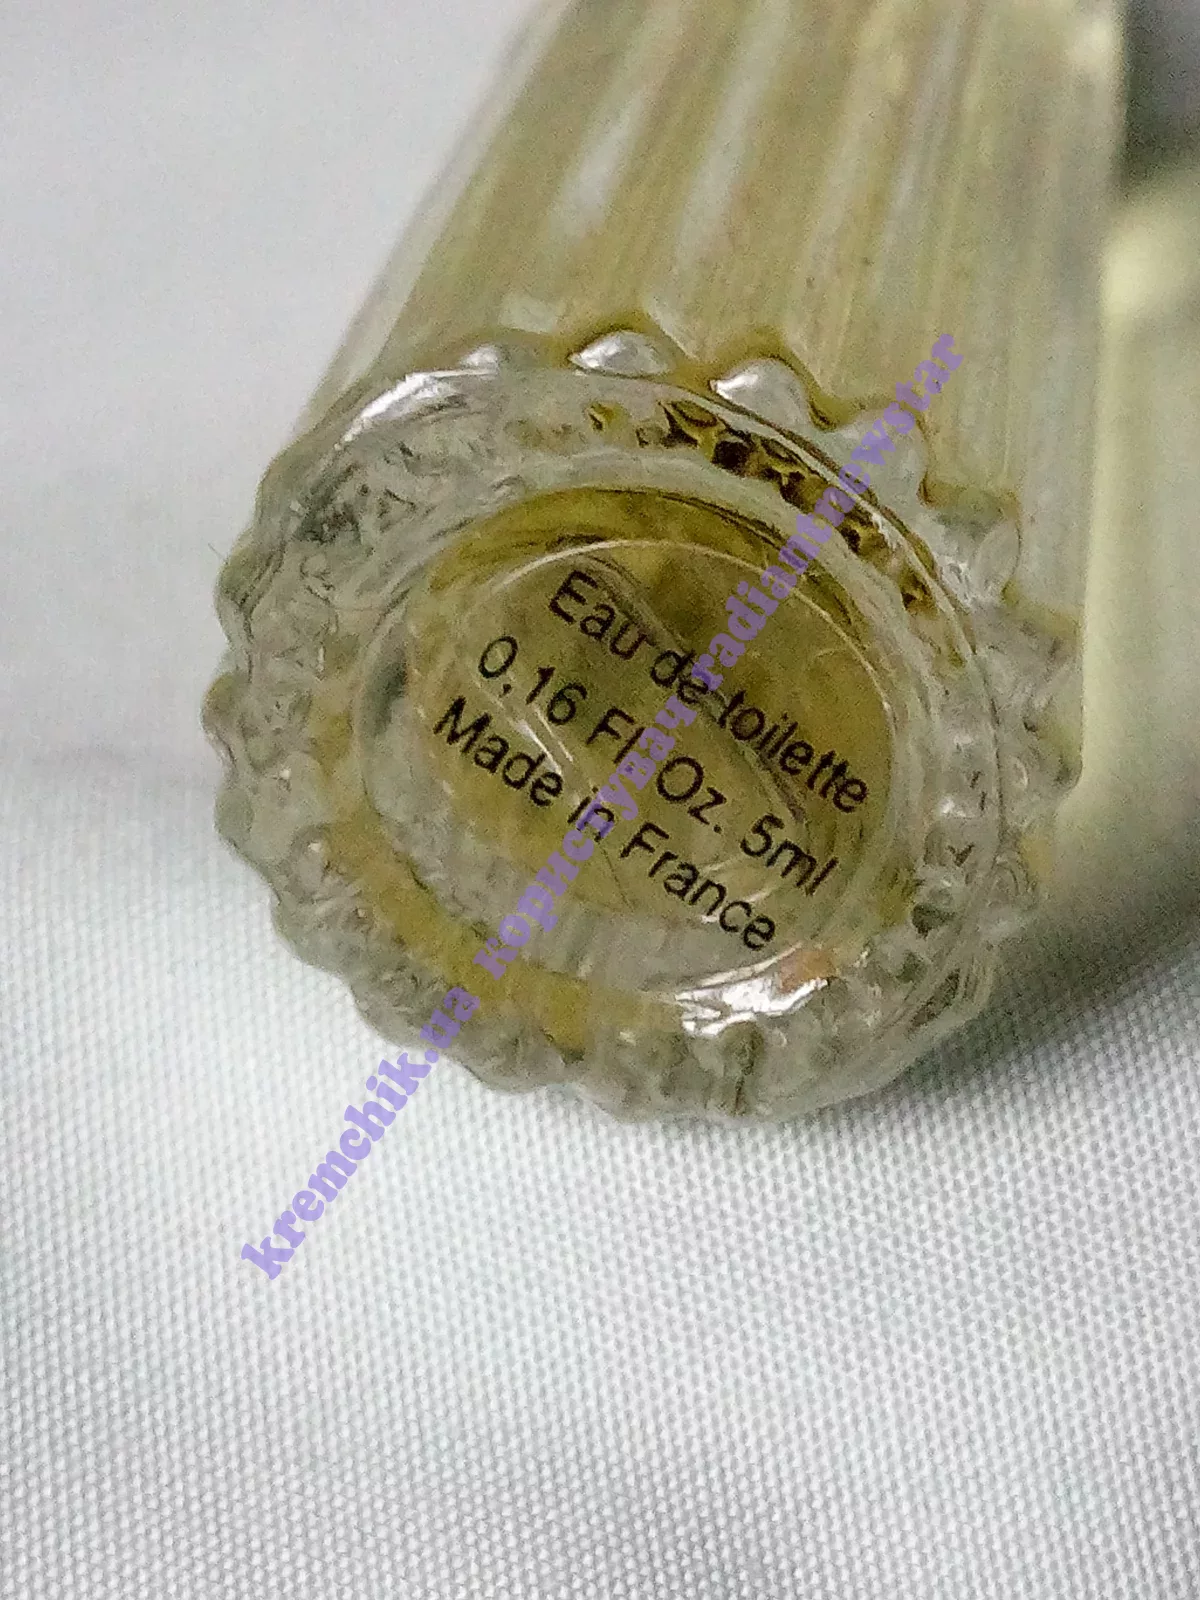 Eau de toilette
0,16 Fl. Oz. 5ml
Made in France
kremchik.ua користувач radiantnewstar